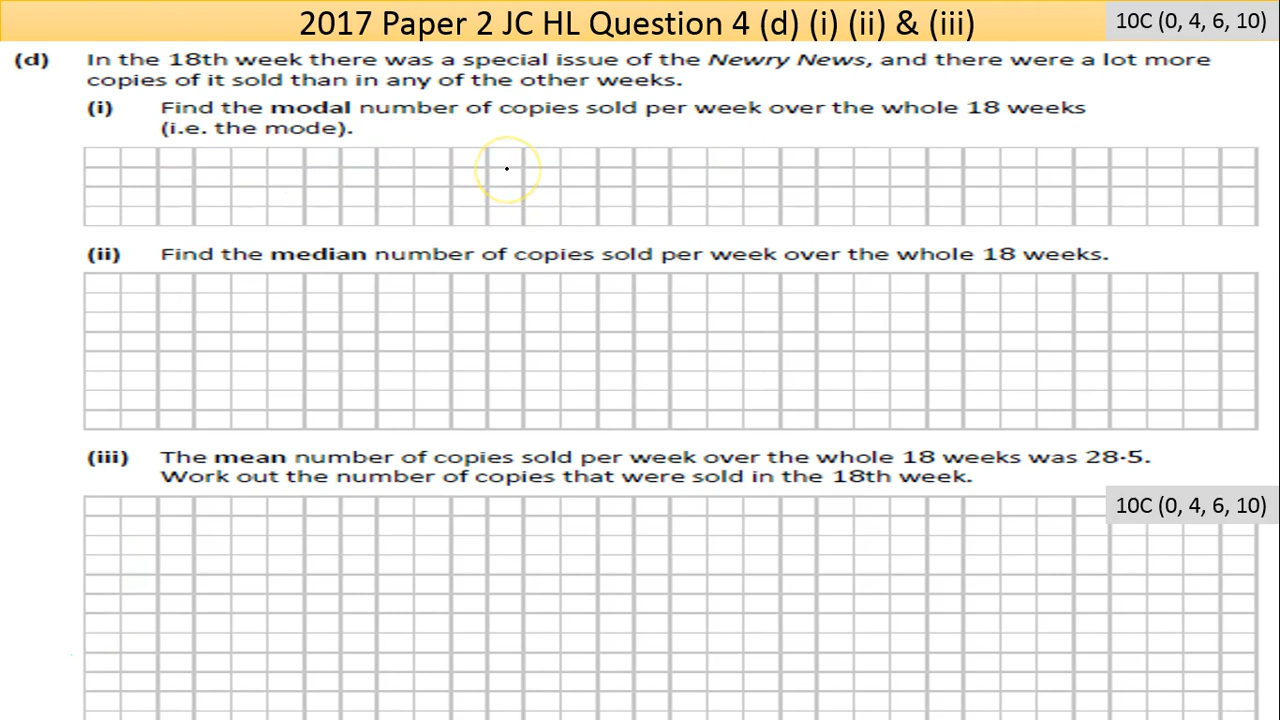 2017 Paper 2 JC HL Question 4 (d) (i) (ii) & (iii)
10C (0, 4, 6, 10)
(d) In the 18th week there was a special issue of the Newry News, and there were a lot more
copies of it sold than in any of the other weeks.
(i) Find the modal number of copies sold per week over the whole 18 weeks
(i.e. the mode).
(ii) Find the median number of copies sold per week over the whole 18 weeks.
(iii) The mean number of copies sold per week over the whole 18 weeks was 28·5.
Work out the number of copies that were sold in the 18th week.
10C (0, 4, 6, 10)